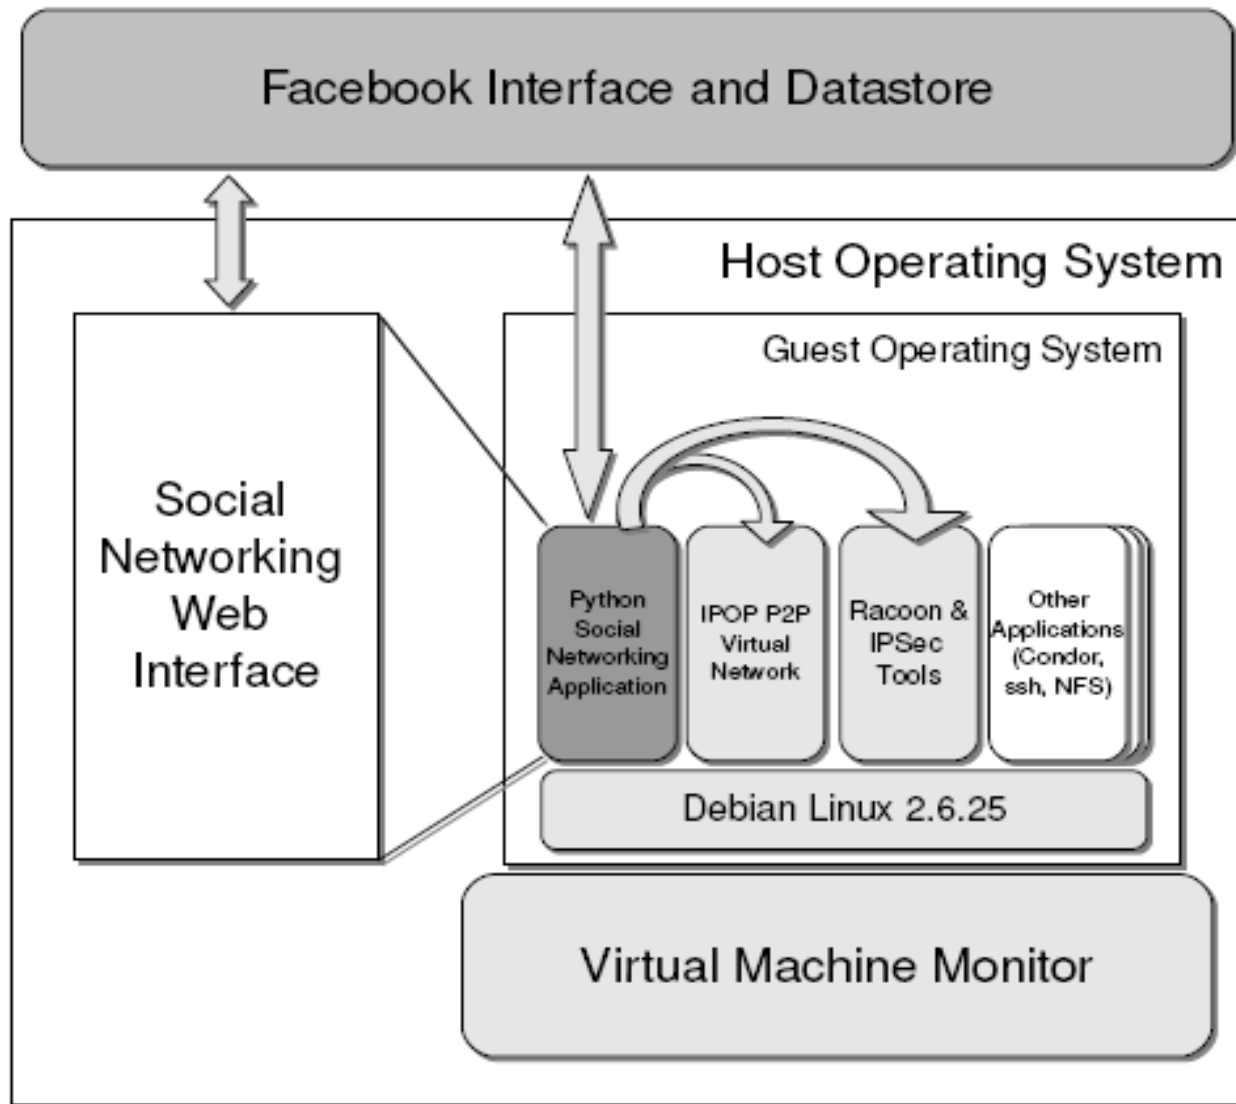 Facebook Interface and Datastore
Host Operating System
Guest Operating System
Social
Networking
Web
Interface
Python
Social
Networking
Application
IPOP P2P
Virtual
Network
Racoon &
IPSec
Tools
Other
Applications
(Condor,
ssh, NFS)
Debian Linux 2.6.25
Virtual Machine Monitor